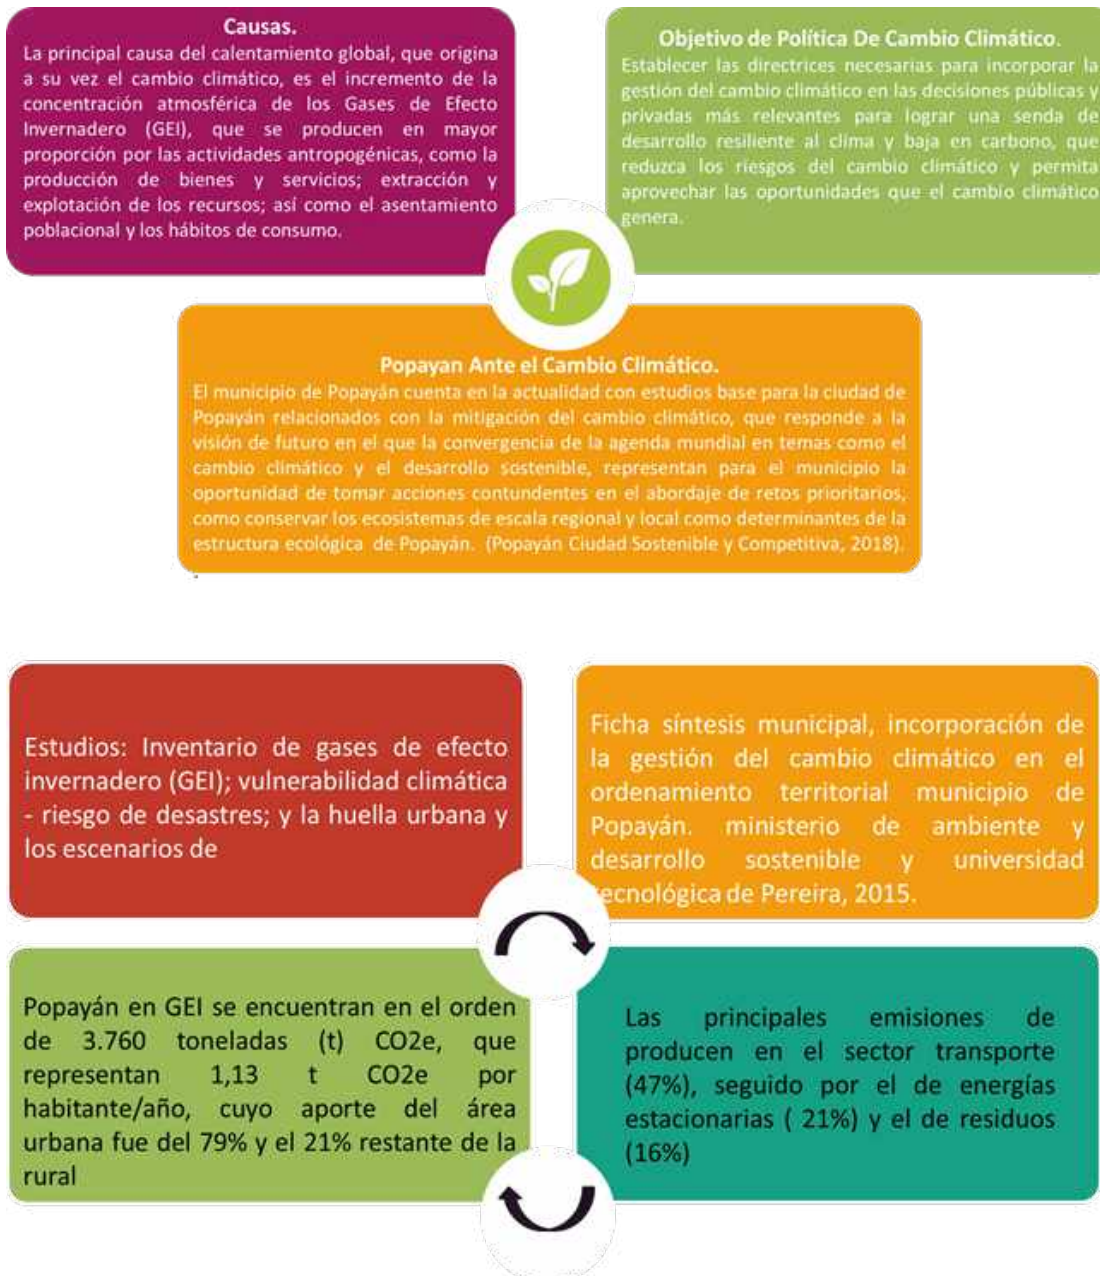 Causas.
La principal causa del calentamiento global, que origina
a su vez el cambio climático, es el incremento de la
concentración atmosférica de los Gases de Efecto
Invernadero (GEI), que se producen en mayor
proporción por las actividades antropogénicas, como la
producción de bienes y servicios; extracción y
explotación de los recursos; así como el asentamiento
poblacional y los hábitos de consumo.
Objetivo de Política De Cambio Climático.
Establecer las directrices necesarias para incorporar la
gestión del cambio climático en las decisiones públicas y
privadas más relevantes para lograr una senda de
desarrollo resiliente al clima y baja en carbono, que
reduzca los riesgos del cambio climático y permita
aprovechar las oportunidades que el cambio climático
genera.
Popayan Ante el Cambio Climático.
El municipio de Popayán cuenta en la actualidad con estudios base para la ciudad de
Popayán relacionados con la mitigación del cambio climático, que responde a la
visión de futuro en el que la convergencia de la agenda mundial en temas como el
cambio climático y el desarrollo sostenible, representan para el municipio la
oportunidad de tomar acciones contundentes en el abordaje de retos prioritarios,
como conservar los ecosistemas de escala regional y local como determinantes de la
estructura ecológica de Popayán. (Popayán Ciudad Sostenible y Competitiva, 2018).
Estudios: Inventario de gases de efecto
invernadero (GEI); vulnerabilidad climática
- riesgo de desastres; y la huella urbana y
los escenarios de
Ficha síntesis municipal, incorporación de
la gestión del cambio climático en el
ordenamiento territorial municipio de
Popayán. ministerio de ambiente y
desarrollo sostenible y universidad
tecnológica de Pereira, 2015.
Popayán en GEI se encuentran en el orden
de 3.760 toneladas (t) CO2e, que
representan 1,13 t CO2e por
habitante/año, cuyo aporte del área
urbana fue del 79% y el 21% restante de la
rural
Las principales emisiones de
producen en el sector transporte
(47%), seguido por el de energías
estacionarias ( 21%) y el de residuos
(16%)